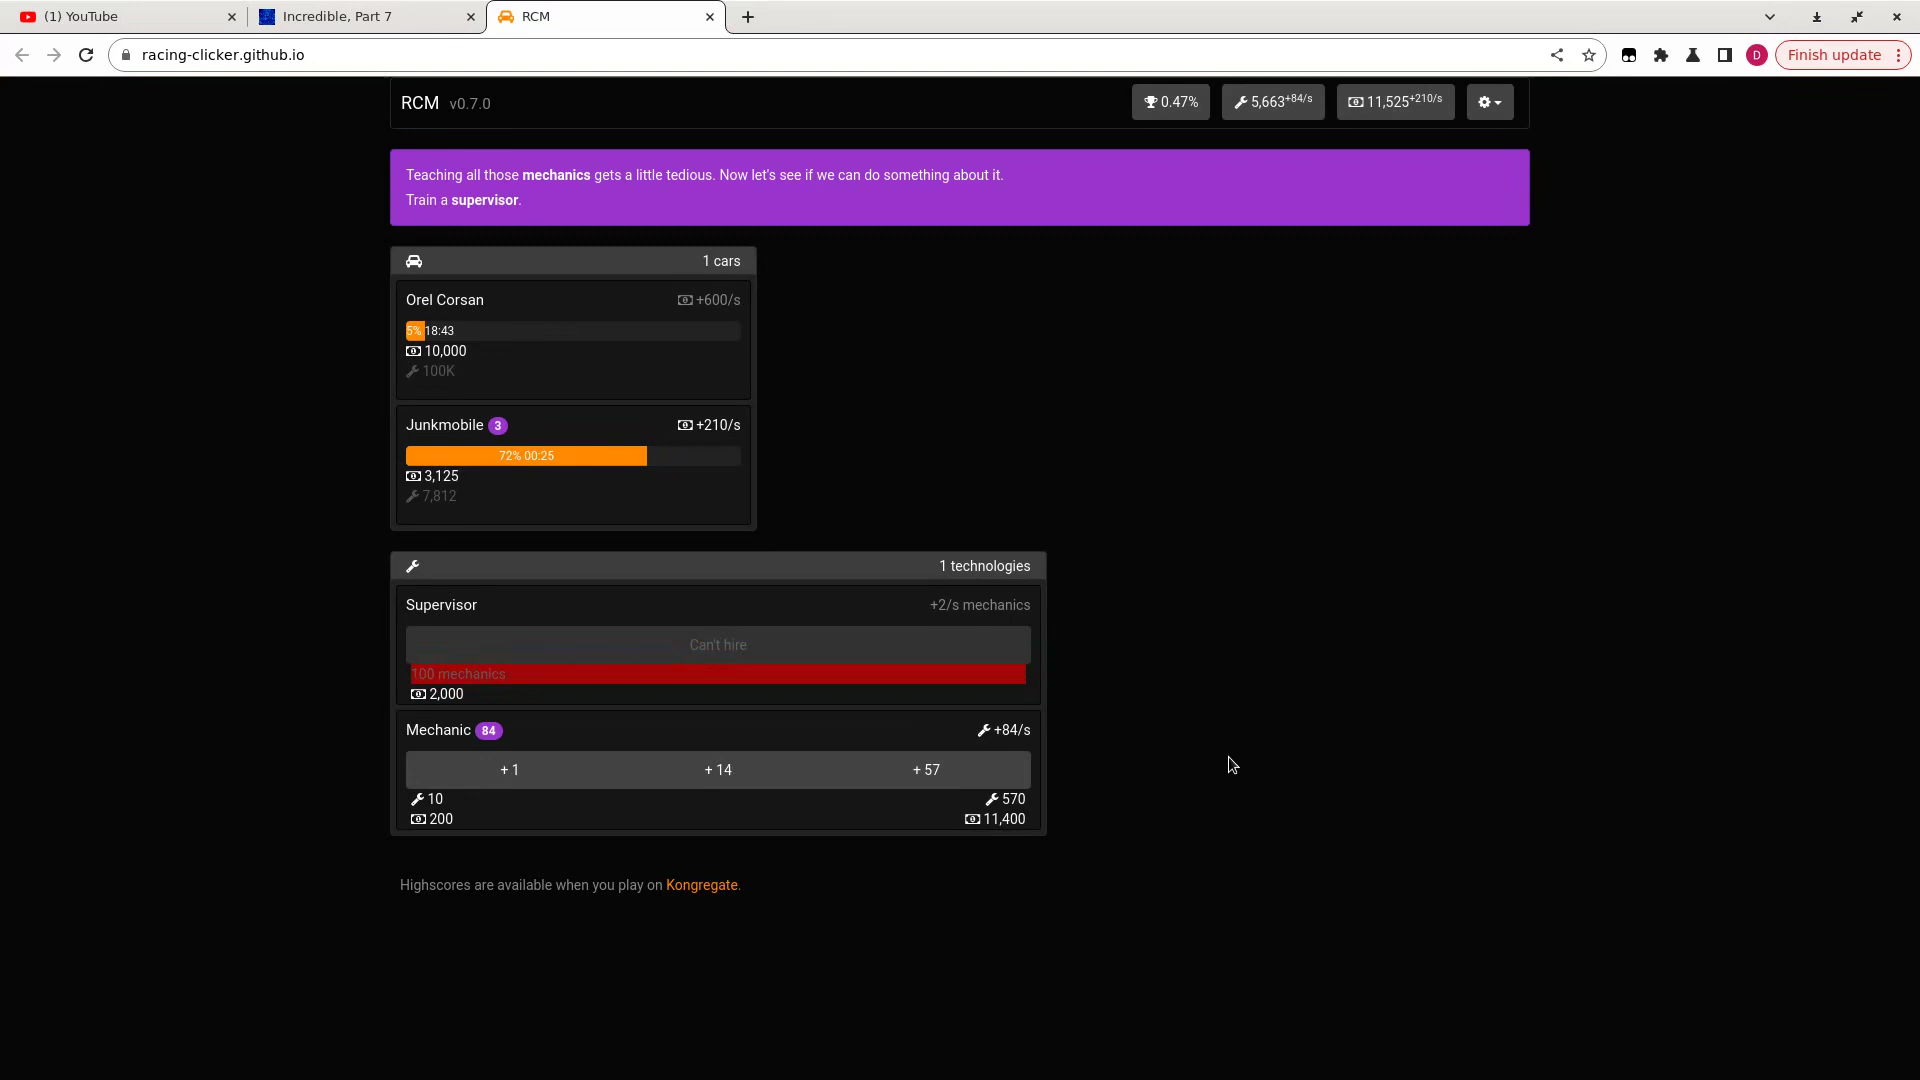 (1) YouTube
Incredible, Part 7
RCM
racing-clicker.github.io
D
Finish update
RCM v0.7.0
0.47%
5,663+84/s
11,525+210/s
Teaching all those mechanics gets a little tedious. Now let's see if we can do something about it.
Train a supervisor.
1 cars
Orel Corsan
+600/s
5% 18:43
10,000
100K
Junkmobile 3
+210/s
72% 00:25
3,125
7,812
1 technologies
Supervisor
+2/s mechanics
Can't hire
100 mechanics
2,000
Mechanic 84
+84/s
+ 1
+ 14
+ 57
10
570
200
11,400
Highscores are available when you play on Kongregate.